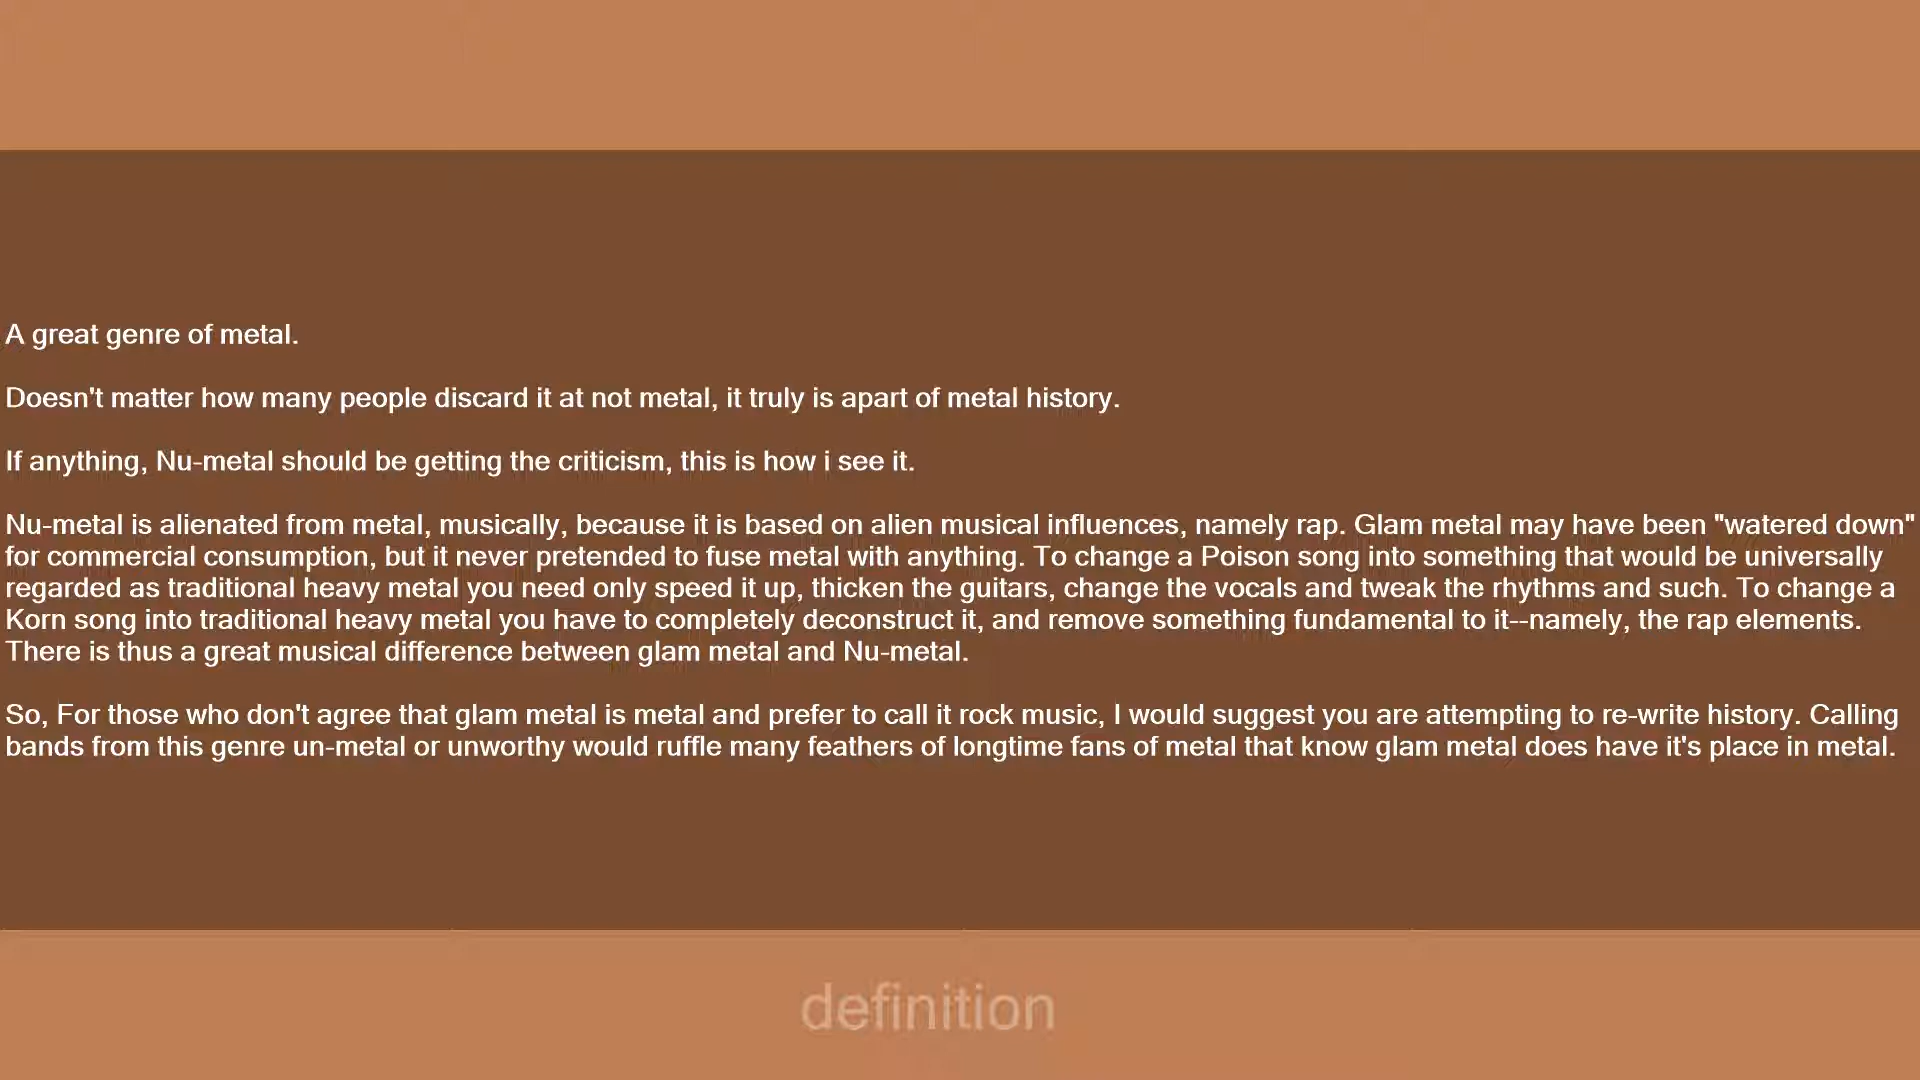 A great genre of metal.
Doesn't matter how many people discard it at not metal, it truly is apart of metal history.
If anything, Nu-metal should be getting the criticism, this is how i see it.
Nu-metal is alienated from metal, musically, because it is based on alien musical influences, namely rap. Glam metal may have been "watered down"
for commercial consumption, but it never pretended to fuse metal with anything. To change a Poison song into something that would be universally
regarded as traditional heavy metal you need only speed it up, thicken the guitars, change the vocals and tweak the rhythms and such. To change a
Korn song into traditional heavy metal you have to completely deconstruct it, and remove something fundamental to it--namely, the rap elements.
There is thus a great musical difference between glam metal and Nu-metal.
So, For those who don't agree that glam metal is metal and prefer to call it rock music, I would suggest you are attempting to re-write history. Calling
bands from this genre un-metal or unworthy would ruffle many feathers of longtime fans of metal that know glam metal does have it's place in metal.
definition